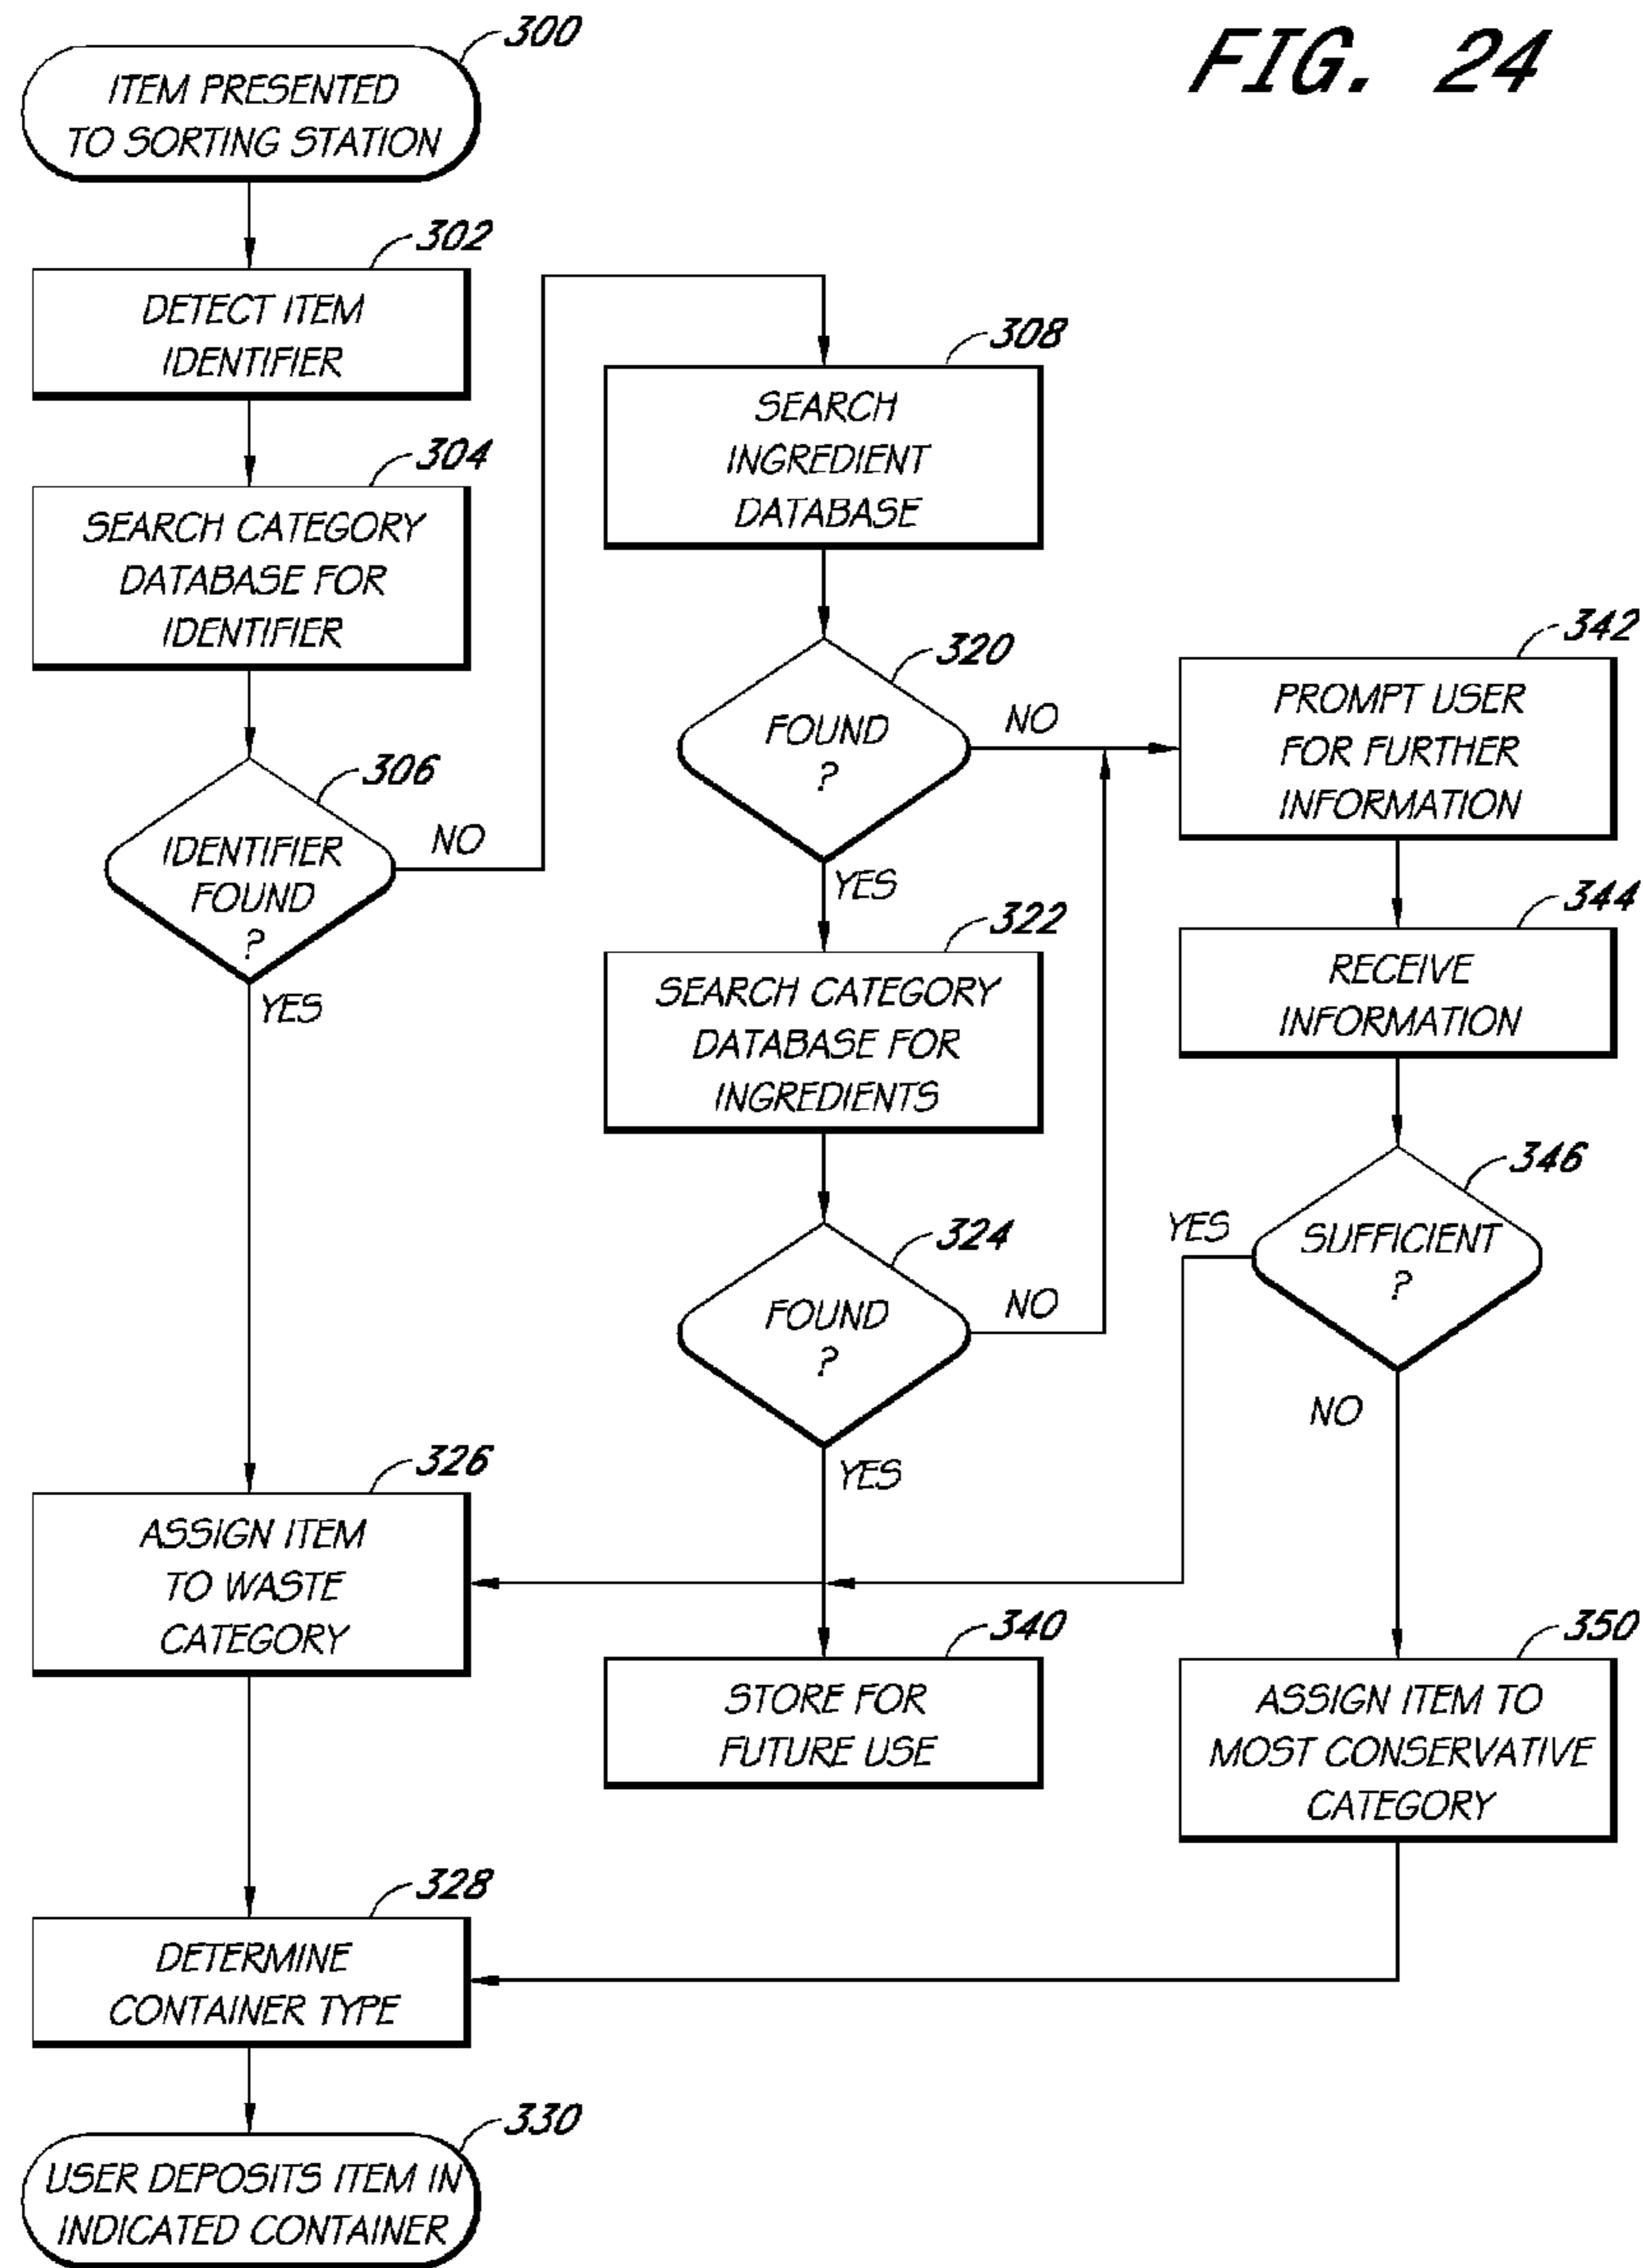 FIG. 24
300
ITEM PRESENTED
TO SORTING STATION
302
DETECT ITEM
IDENTIFIER
304
SEARCH CATEGORY
DATABASE FOR
IDENTIFIER
306
IDENTIFIER
FOUND
?
NO
YES
308
SEARCH
INGREDIENT
DATABASE
320
FOUND
?
NO
YES
322
SEARCH CATEGORY
DATABASE FOR
INGREDIENTS
324
FOUND
?
NO
YES
342
PROMPT USER
FOR FURTHER
INFORMATION
344
RECEIVE
INFORMATION
346
SUFFICIENT
?
YES
NO
326
ASSIGN ITEM
TO WASTE
CATEGORY
340
STORE FOR
FUTURE USE
350
ASSIGN ITEM TO
MOST CONSERVATIVE
CATEGORY
328
DETERMINE
CONTAINER TYPE
330
USER DEPOSITS ITEM IN
INDICATED CONTAINER